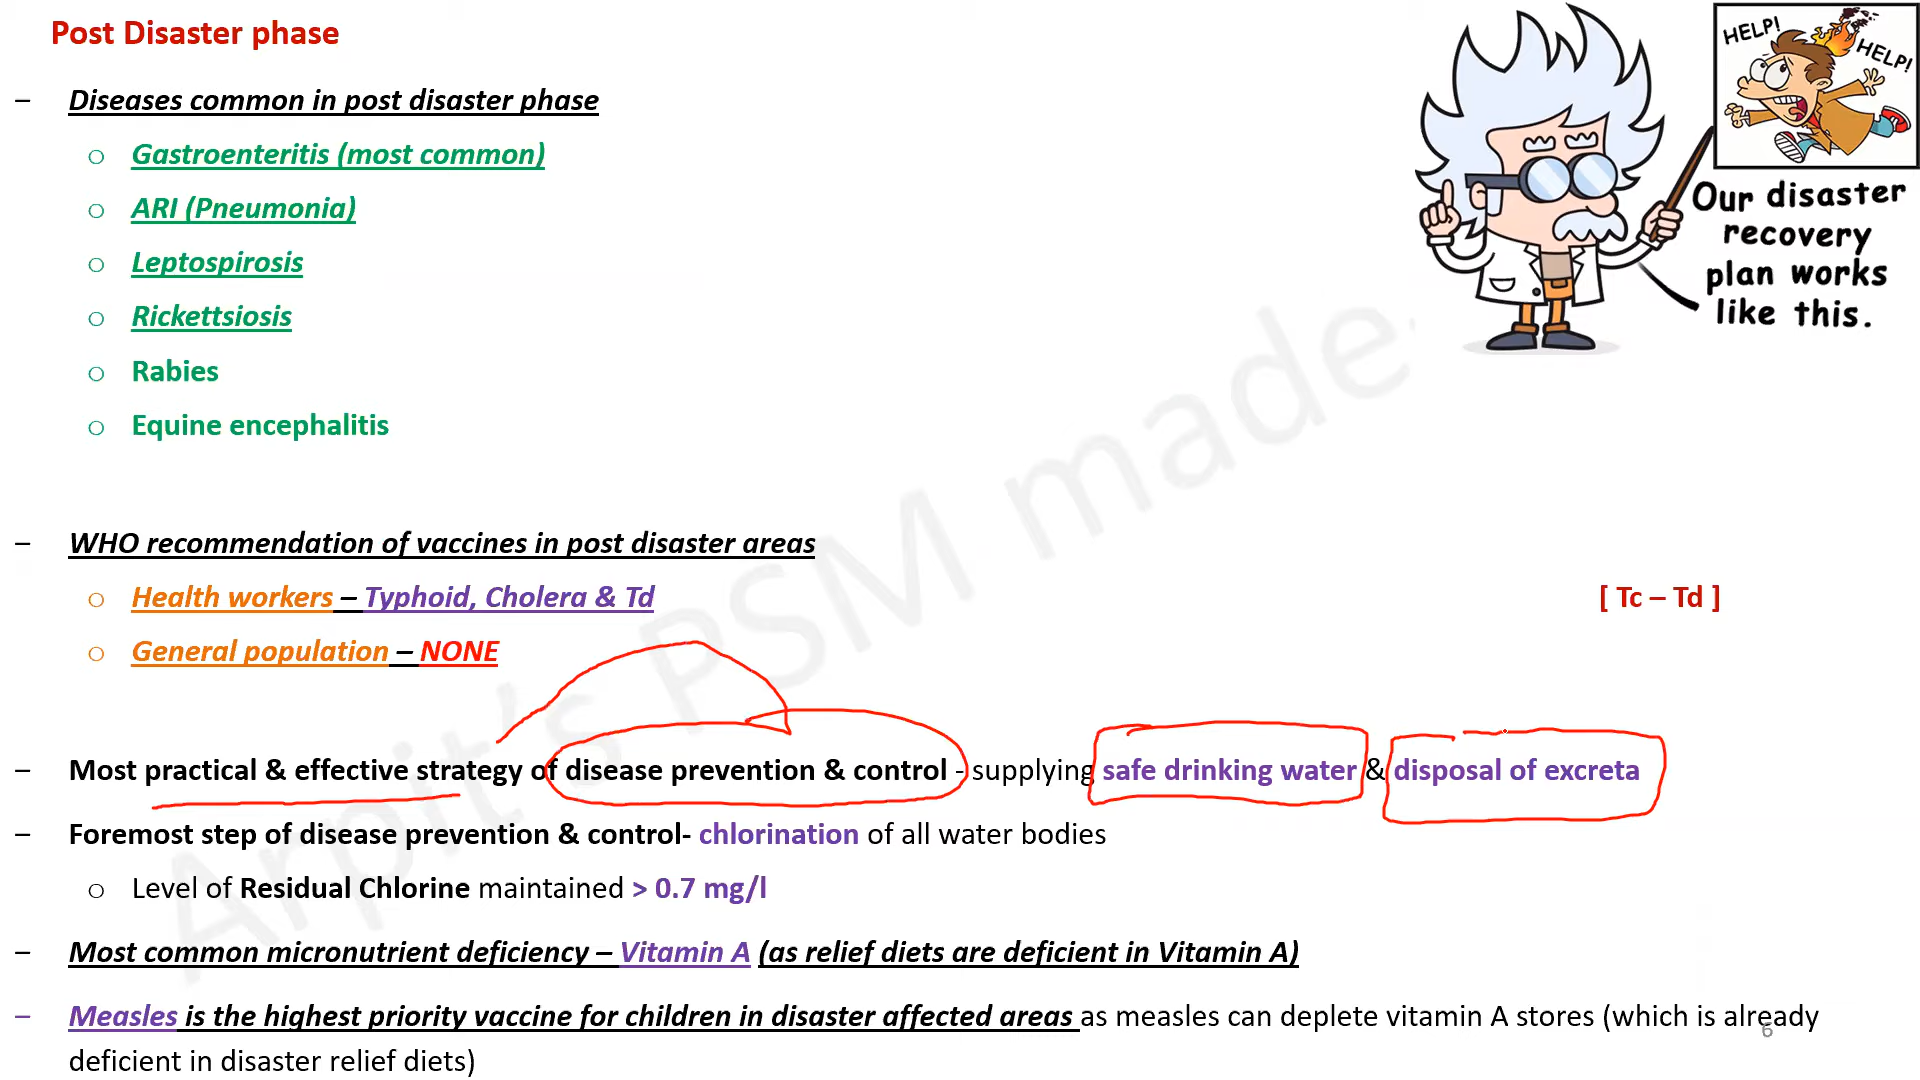 Post Disaster phase
HELP!
HELP!
– Diseases common in post disaster phase
o Gastroenteritis (most common)
o ARI (Pneumonia)
o Leptospirosis
o Rickettsiosis
o Rabies
o Equine encephalitis
Our disaster
recovery
plan works
like this.
– WHO recommendation of vaccines in post disaster areas
o Health workers – Typhoid, Cholera & Td [ Tc – Td ]
o General population – NONE
– Most practical & effective strategy of disease prevention & control - supplying safe drinking water & disposal of excreta
– Foremost step of disease prevention & control- chlorination of all water bodies
o Level of Residual Chlorine maintained > 0.7 mg/l
– Most common micronutrient deficiency – Vitamin A (as relief diets are deficient in Vitamin A)
– Measles is the highest priority vaccine for children in disaster affected areas as measles can deplete vitamin A stores (which is already
deficient in disaster relief diets)
6
Arpit's PSM made